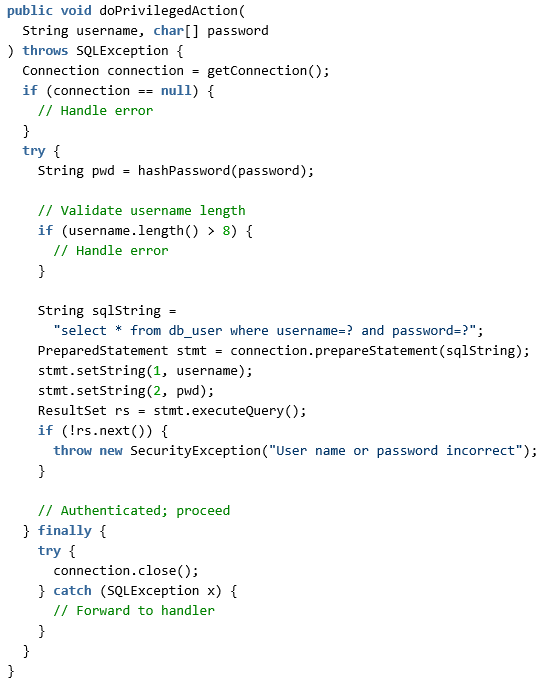 public void doPrivilegedAction(
  String username, char[] password
) throws SQLException {
  Connection connection = getConnection();
  if (connection == null) {
    // Handle error
  }
  try {
    String pwd = hashPassword(password);

    // Validate username length
    if (username.length() > 8) {
      // Handle error
    }

    String sqlString =
      "select * from db_user where username=? and password=?";
    PreparedStatement stmt = connection.prepareStatement(sqlString);
    stmt.setString(1, username);
    stmt.setString(2, pwd);
    ResultSet rs = stmt.executeQuery();
    if (!rs.next()) {
      throw new SecurityException("User name or password incorrect");
    }

    // Authenticated; proceed
  } finally {
    try {
      connection.close();
    } catch (SQLException x) {
      // Forward to handler
    }
  }
}